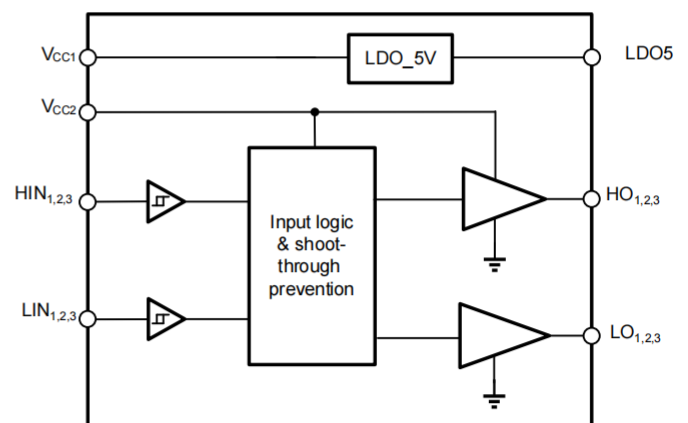 VCC1
LDO_5V
LDO5
VCC2
HIN1,2,3
Input logic
& shoot-
through
prevention
HO1,2,3
LIN1,2,3
LO1,2,3